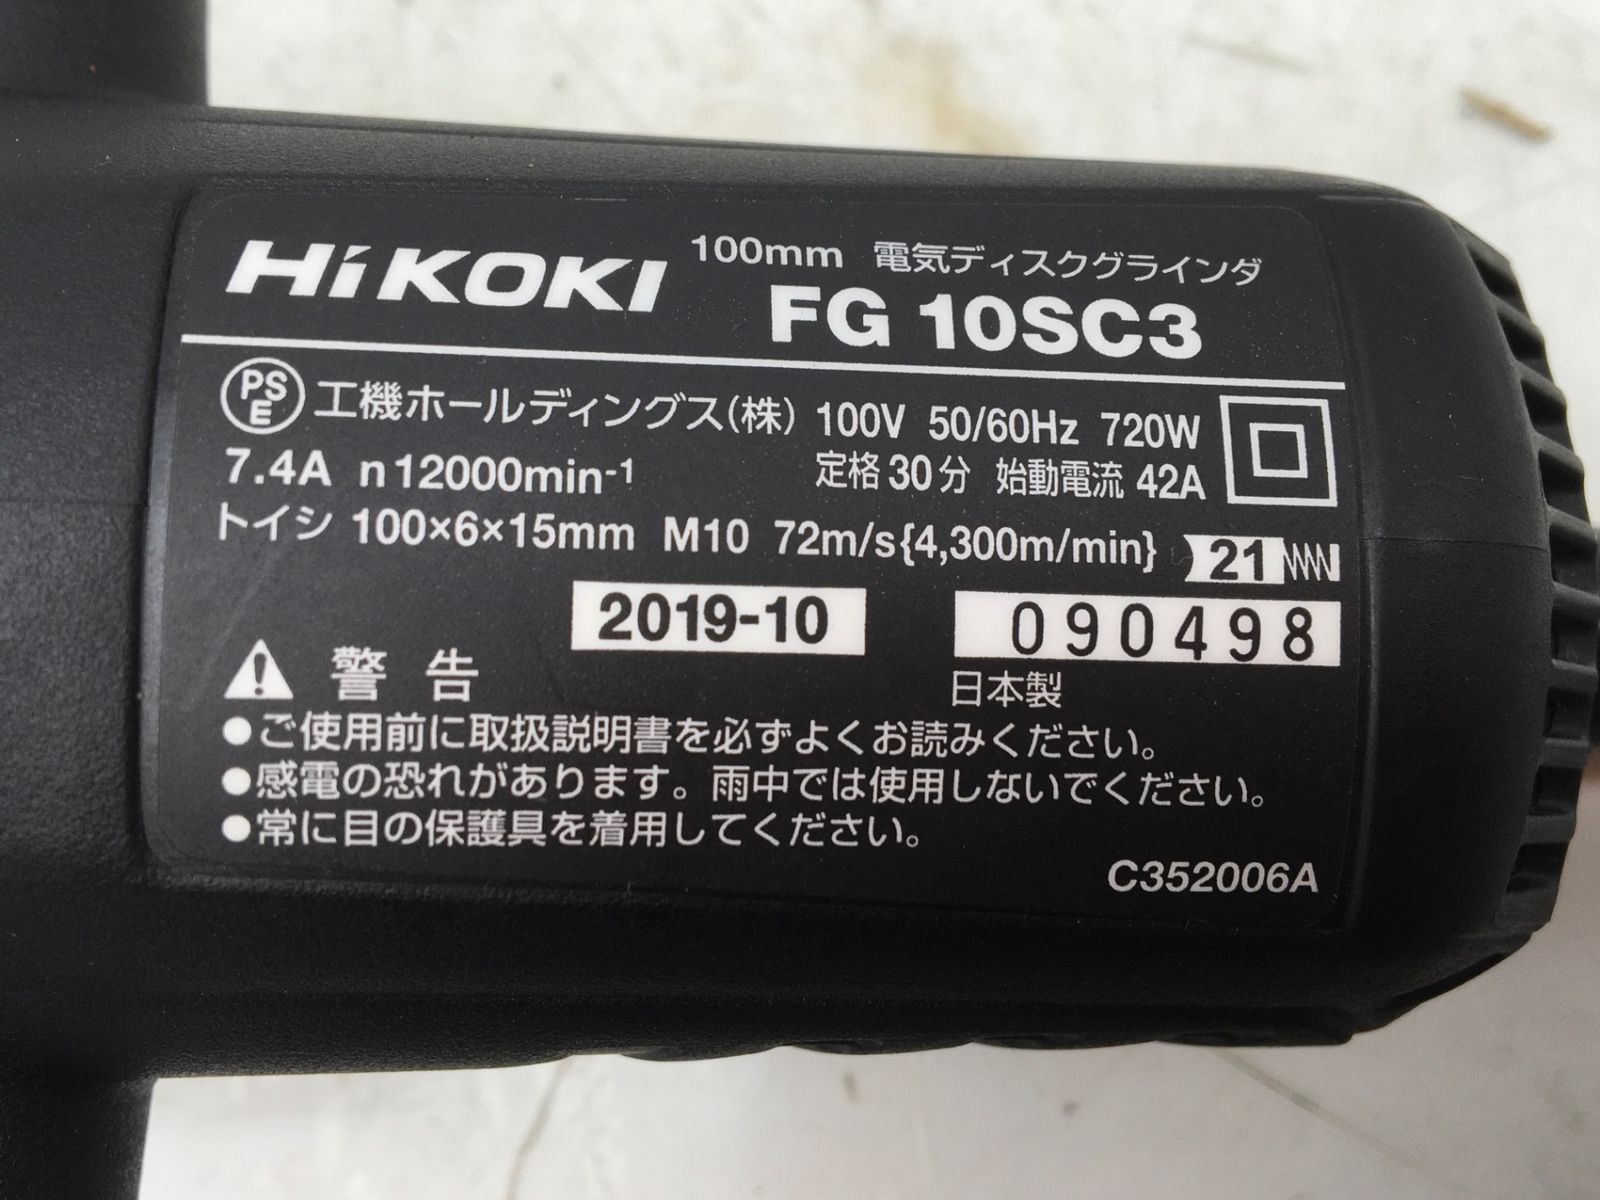 HiKOKI 100mm 電気ディスクグラインダ
FG 10SC3
PSE 工機ホールディングス(株) 100V 50/60Hz 720W
7.4A n12000min-1 定格30分 始動電流 42A
トイシ 100×6×15mm M10 72m/s{4,300m/min} 21
2019-10 090498
警告 日本製
●ご使用前に取扱説明書を必ずよくお読みください。
●感電の恐れがあります。雨中では使用しないでください。
●常に目の保護具を着用してください。
C352006A